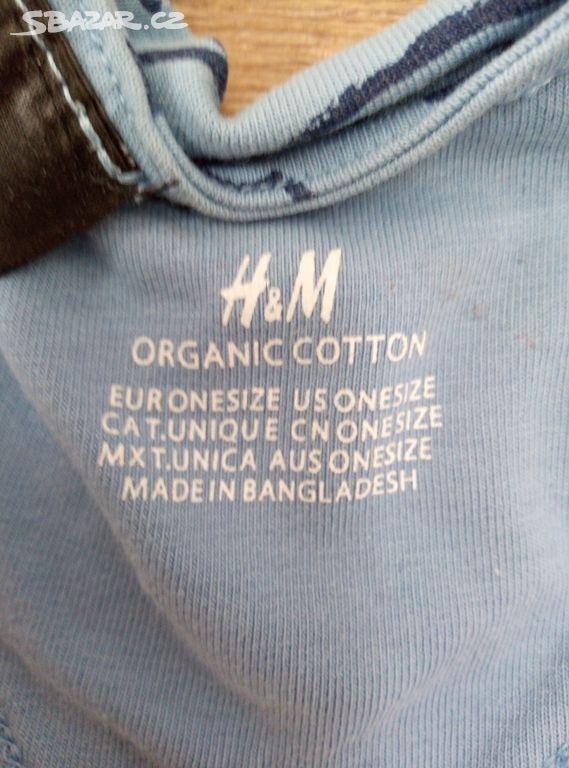 SBAZAR.CZ
H&M
ORGANIC COTTON
EUR ONESIZE US ONESIZE
CA T.UNIQUE CN ONESIZE
MX T.UNICA AUS ONESIZE
MADE IN BANGLADESH